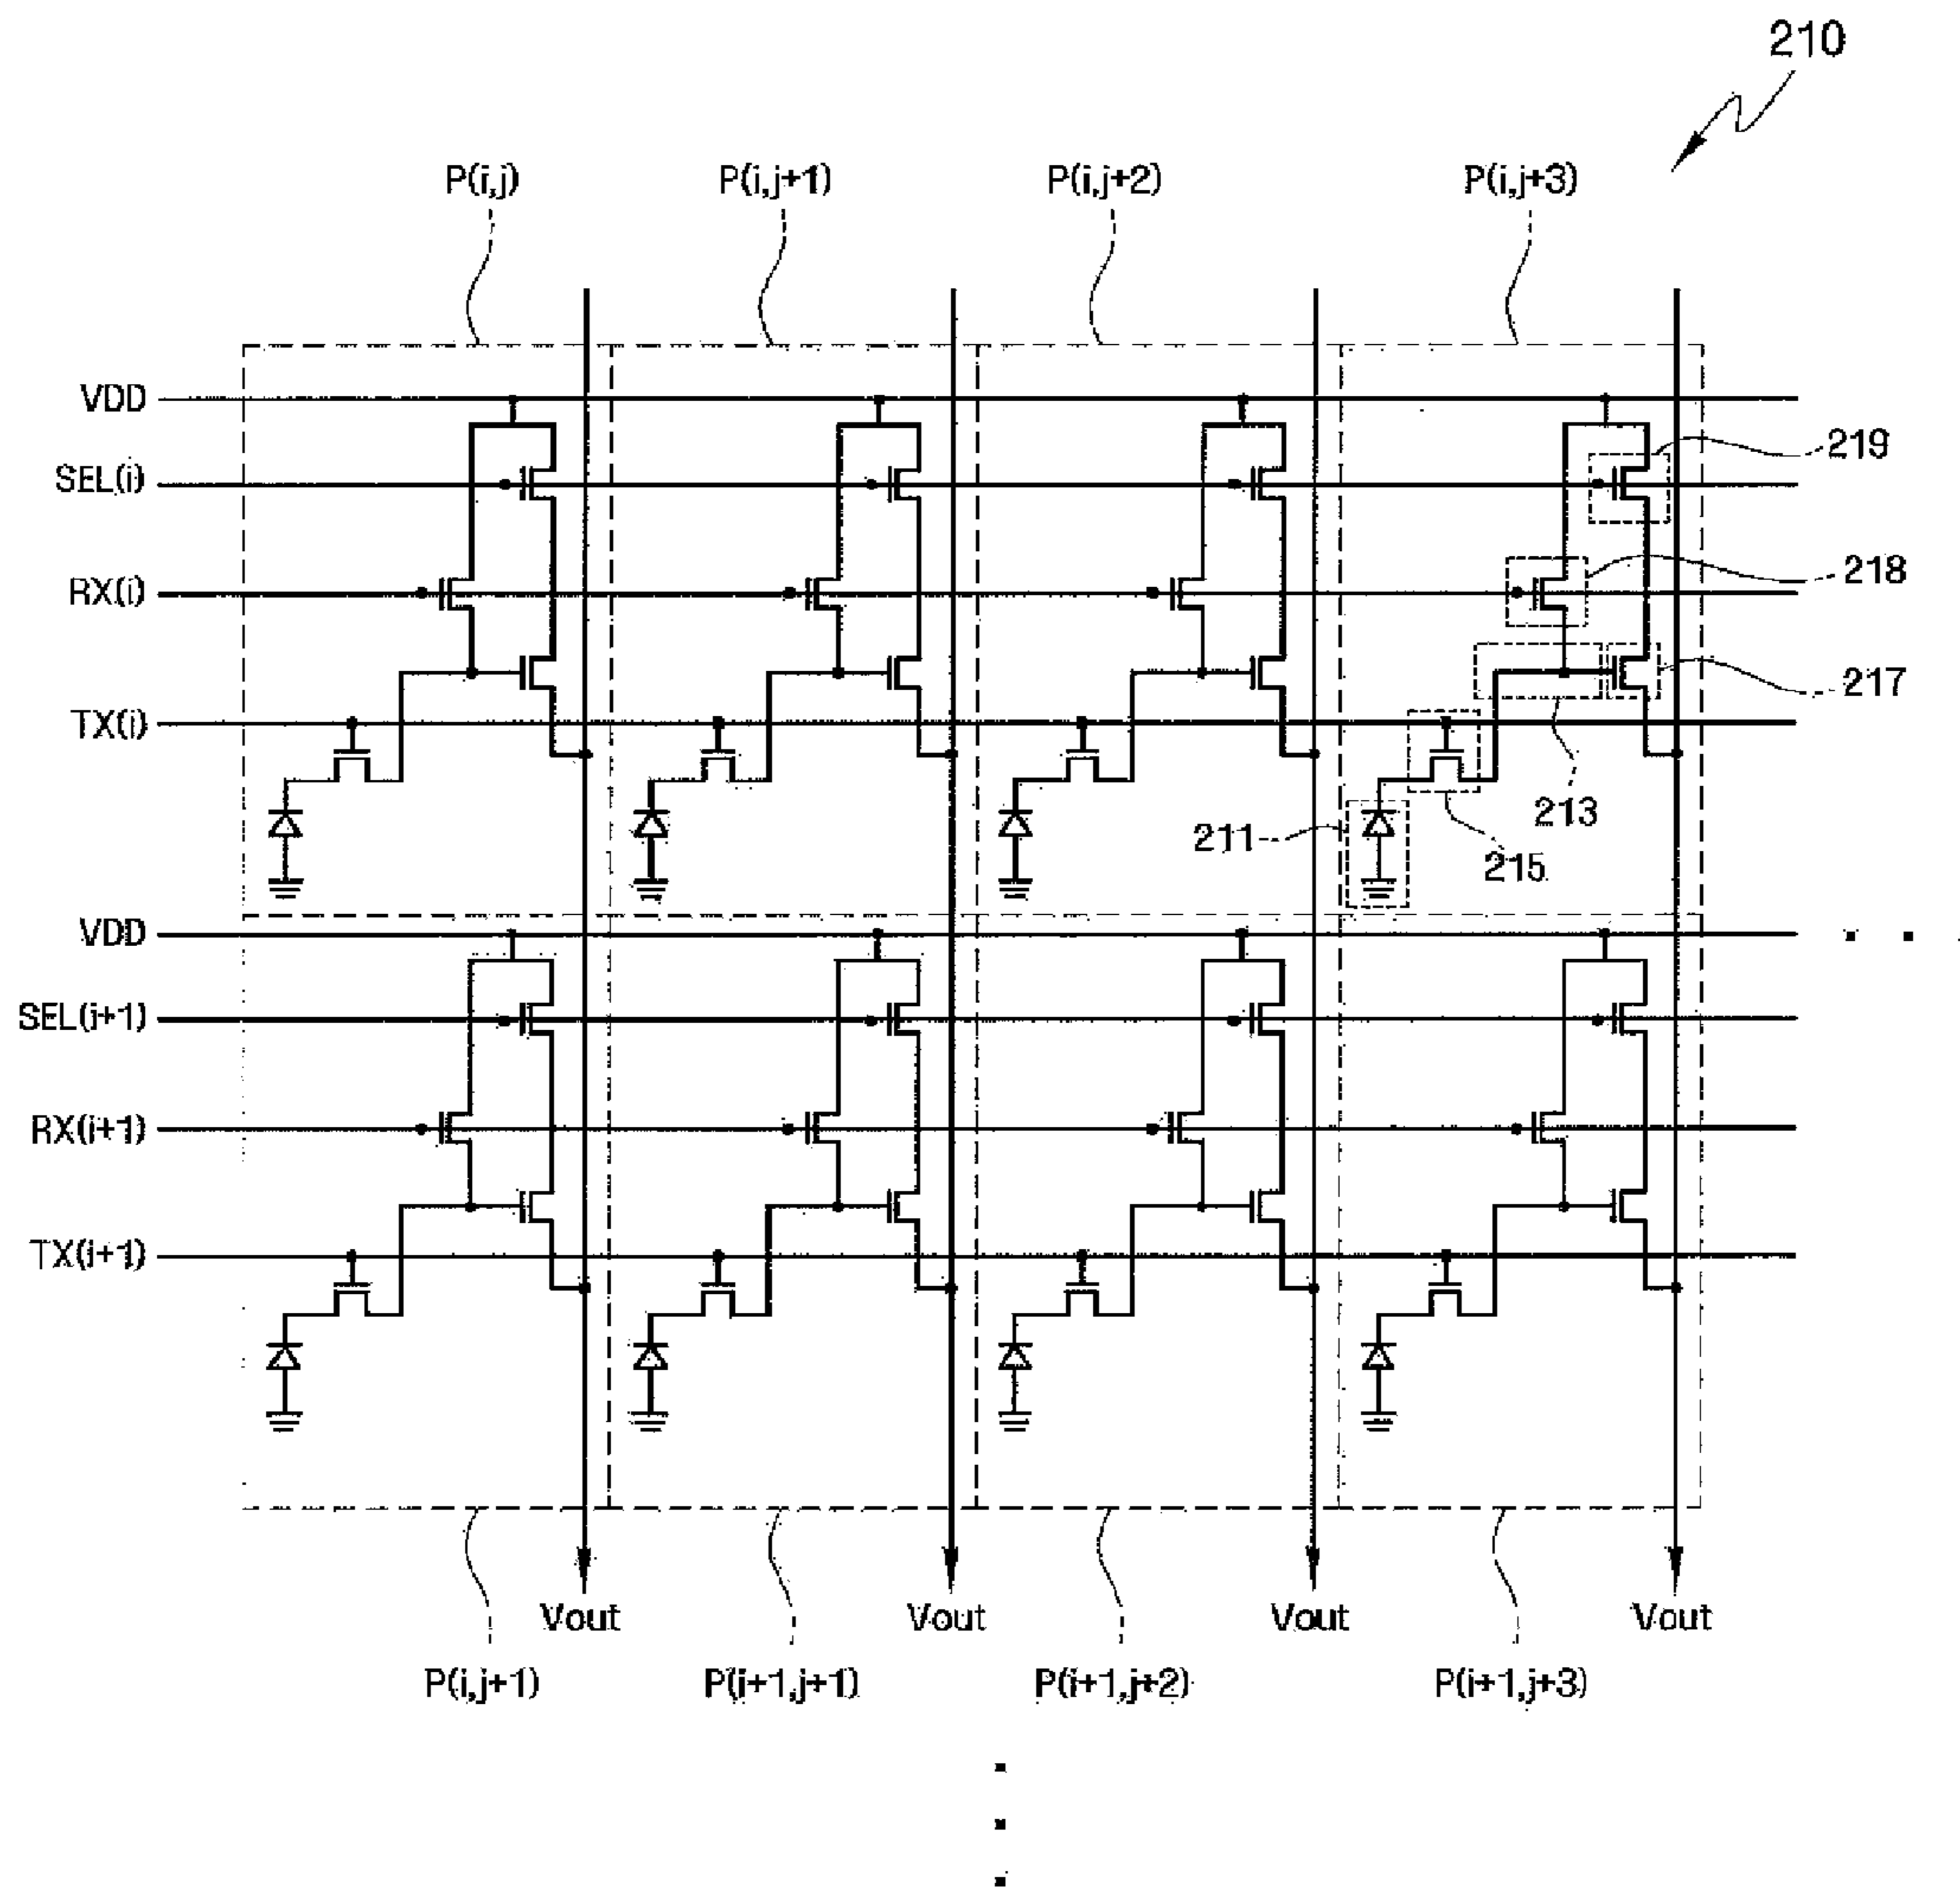 210
P(i,j) P(i,j+1) P(i,j+2) P(i,j+3)
VDD
219
SEL(i)
218
RX(i)
217
TX(i)
213
211
215
VDD
. . .
SEL(i+1)
RX(i+1)
TX(i+1)
Vout Vout Vout Vout
P(i,j+1) P(i+1,j+1) P(i+1,j+2) P(i+1,j+3)
.
.
.